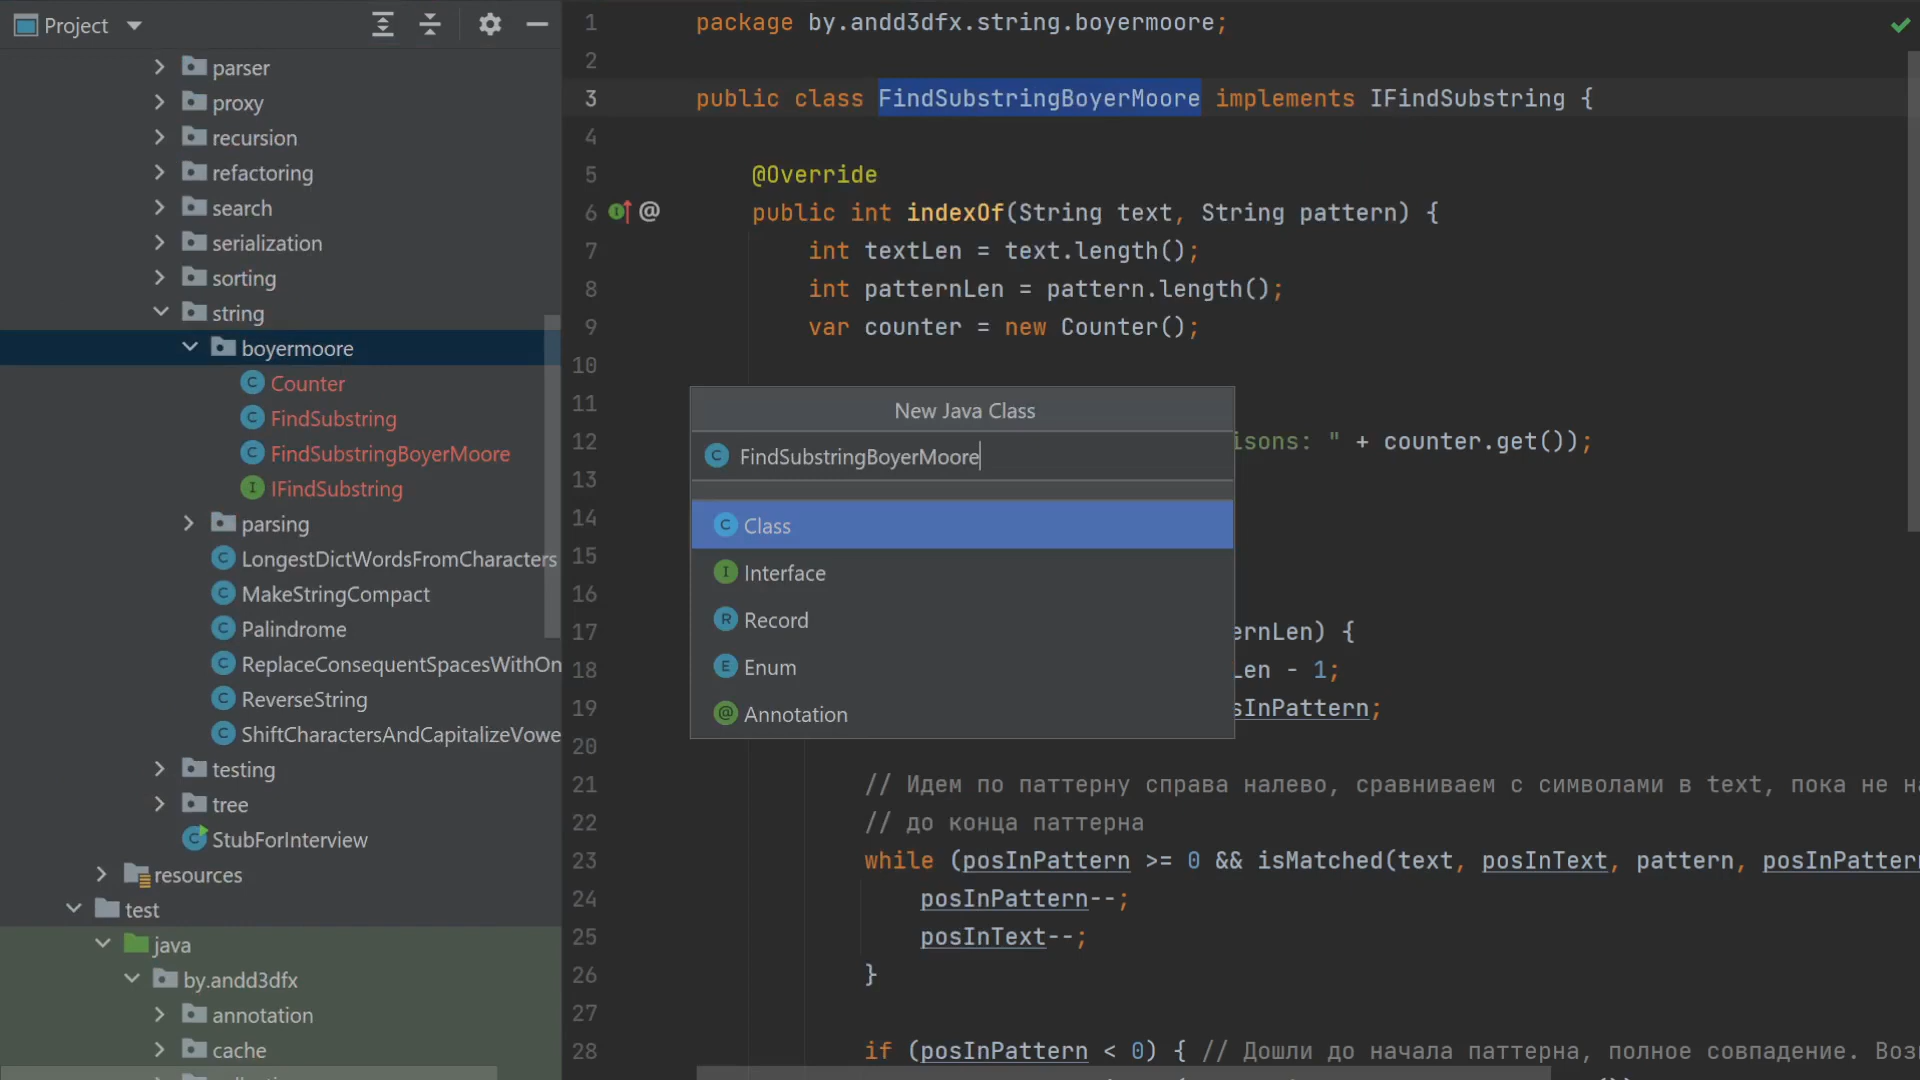 Project
parser
proxy
recursion
refactoring
search
serialization
sorting
string
boyermoore
Counter
FindSubstring
FindSubstringBoyerMoore
IFindSubstring
parsing
LongestDictWordsFromCharacters
MakeStringCompact
Palindrome
ReplaceConsequentSpacesWithOn
ReverseString
ShiftCharactersAndCapitalizeVowe
testing
tree
StubForInterview
resources
test
java
by.andd3dfx
annotation
cache
1 package by.andd3dfx.string.boyermoore;
2
3 public class FindSubstringBoyerMoore implements IFindSubstring {
4
5 @Override
6 public int indexOf(String text, String pattern) {
7 int textLen = text.length();
8 int patternLen = pattern.length();
9 var counter = new Counter();
10
11
12 isons: " + counter.get());
13
14
15
16
17 ernLen) {
18 Len - 1;
19 sInPattern;
20
21 // Идем по паттерну справа налево, сравниваем с символами в text, пока не на
22 // до конца паттерна
23 while (posInPattern >= 0 && isMatched(text, posInText, pattern, posInPattern
24 posInPattern--;
25 posInText--;
26 }
27
28 if (posInPattern < 0) { // Дошли до начала паттерна, полное совпадение. Воз
New Java Class
FindSubstringBoyerMoore
Class
Interface
Record
Enum
Annotation